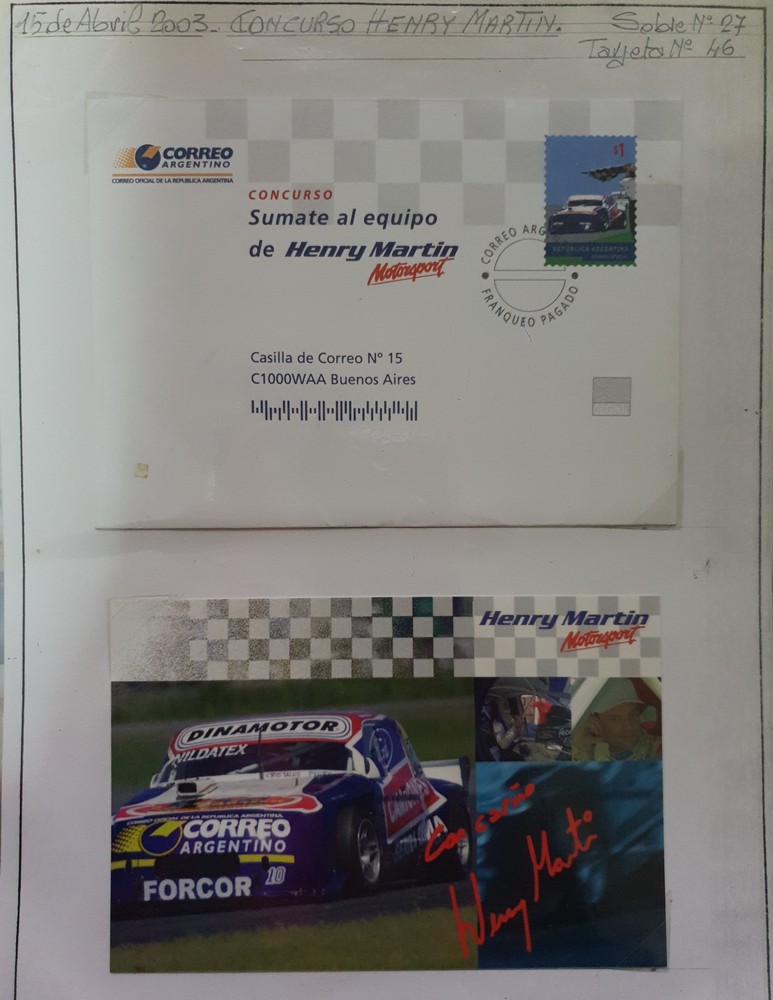 15 de Abril 2003. CONCURSO HENRY MARTIN. Sobre Nº 27
Tarjeta Nº 46
CORREO
ARGENTINO
CORREO OFICIAL DE LA REPUBLICA ARGENTINA
CONCURSO
Sumate al equipo
de Henry Martin
Motorsport
$1
REPUBLICA ARGENTINA
CORREO ARG
FRANQUEO PAGADO
Casilla de Correo Nº 15
C1000WAA Buenos Aires
Henry Martin
Motorsport
DINAMOTOR
NILDATEX
CORREO OFICIAL DE LA REPUBLICA ARGENTINA
CORREO
ARGENTINO
FORCOR 10
Con cariño
Henry Martin